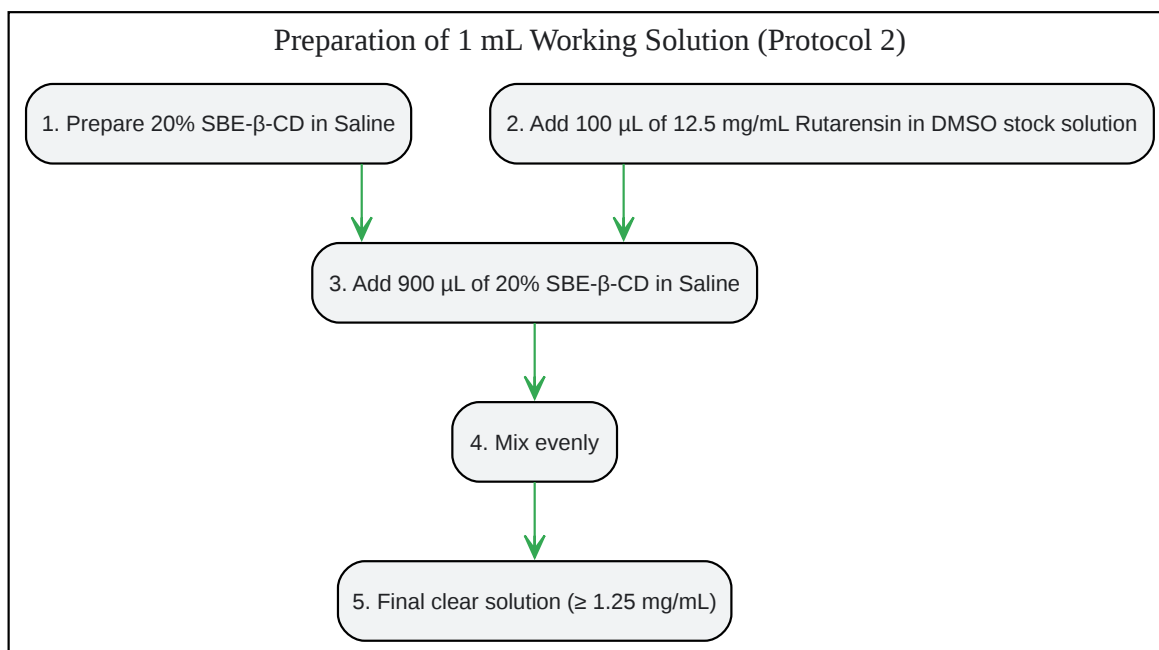 Preparation of 1 mL Working Solution (Protocol 2)
1. Prepare 20% SBE-β-CD in Saline
2. Add 100 µL of 12.5 mg/mL Rutarensin in DMSO stock solution
3. Add 900 µL of 20% SBE-β-CD in Saline
4. Mix evenly
5. Final clear solution (≥ 1.25 mg/mL)